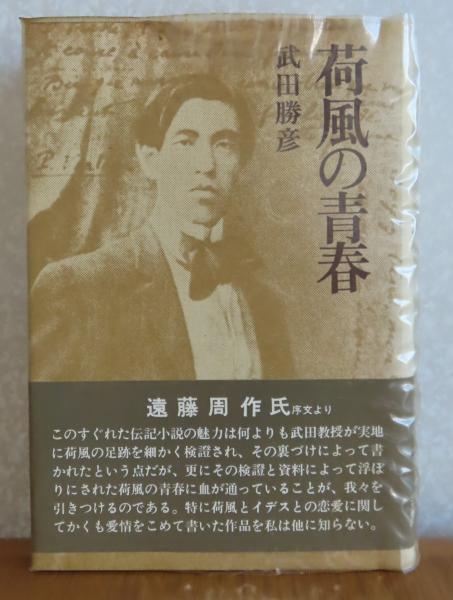 荷風の青春
武田勝彦
遠藤周作氏序文より
このすぐれた伝記小説の魅力は何よりも武田教授が実地
に荷風の足跡を細かく検證され、その裏づけによって書
かれたという点だが、更にその検證と資料によって浮ぼ
りにされた荷風の青春に血が通っていることが、我々を
引きつけるのである。特に荷風とイデスとの恋愛に関し
てかくも愛情をこめて書いた作品を私は他に知らない。